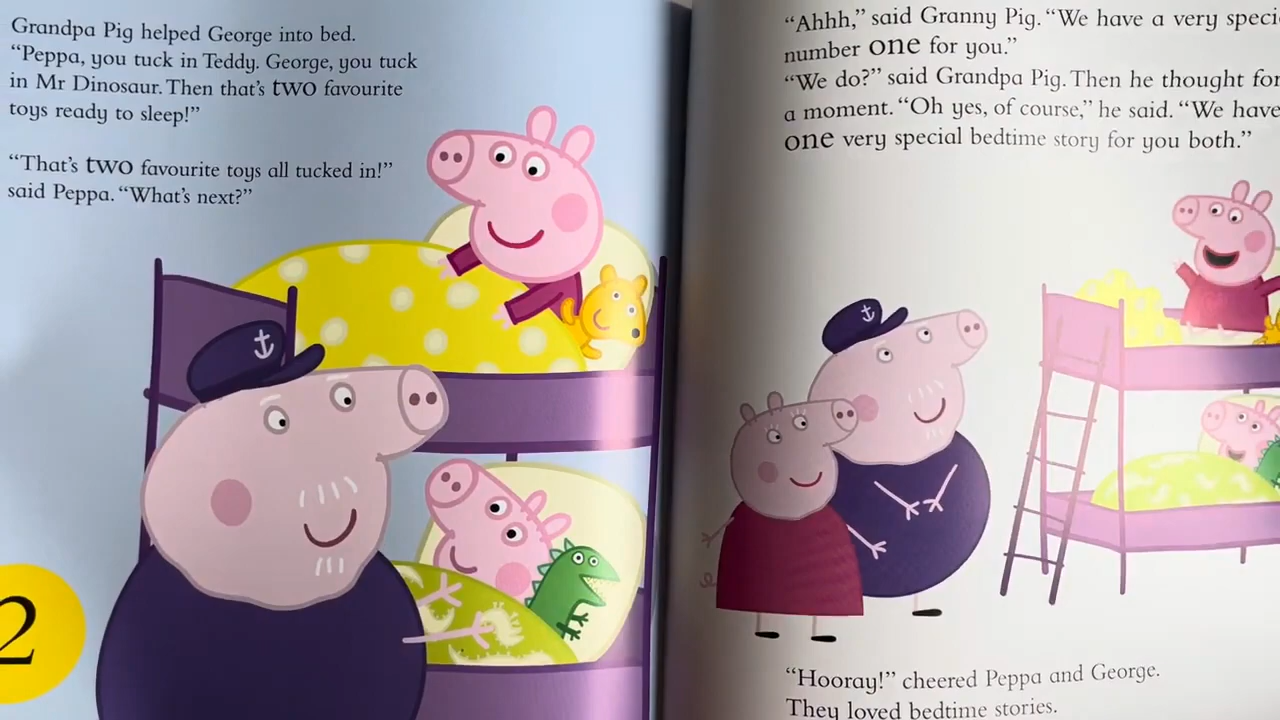 Grandpa Pig helped George into bed.
“Peppa, you tuck in Teddy. George, you tuck
in Mr Dinosaur. Then that’s two favourite
toys ready to sleep!”
“That’s two favourite toys all tucked in!”
said Peppa. “What’s next?”
2
“Ahhh,” said Granny Pig. “We have a very speci
number one for you.”
“We do?” said Grandpa Pig. Then he thought for
a moment. “Oh yes, of course,” he said. “We have
one very special bedtime story for you both.”
“Hooray!” cheered Peppa and George.
They loved bedtime stories.